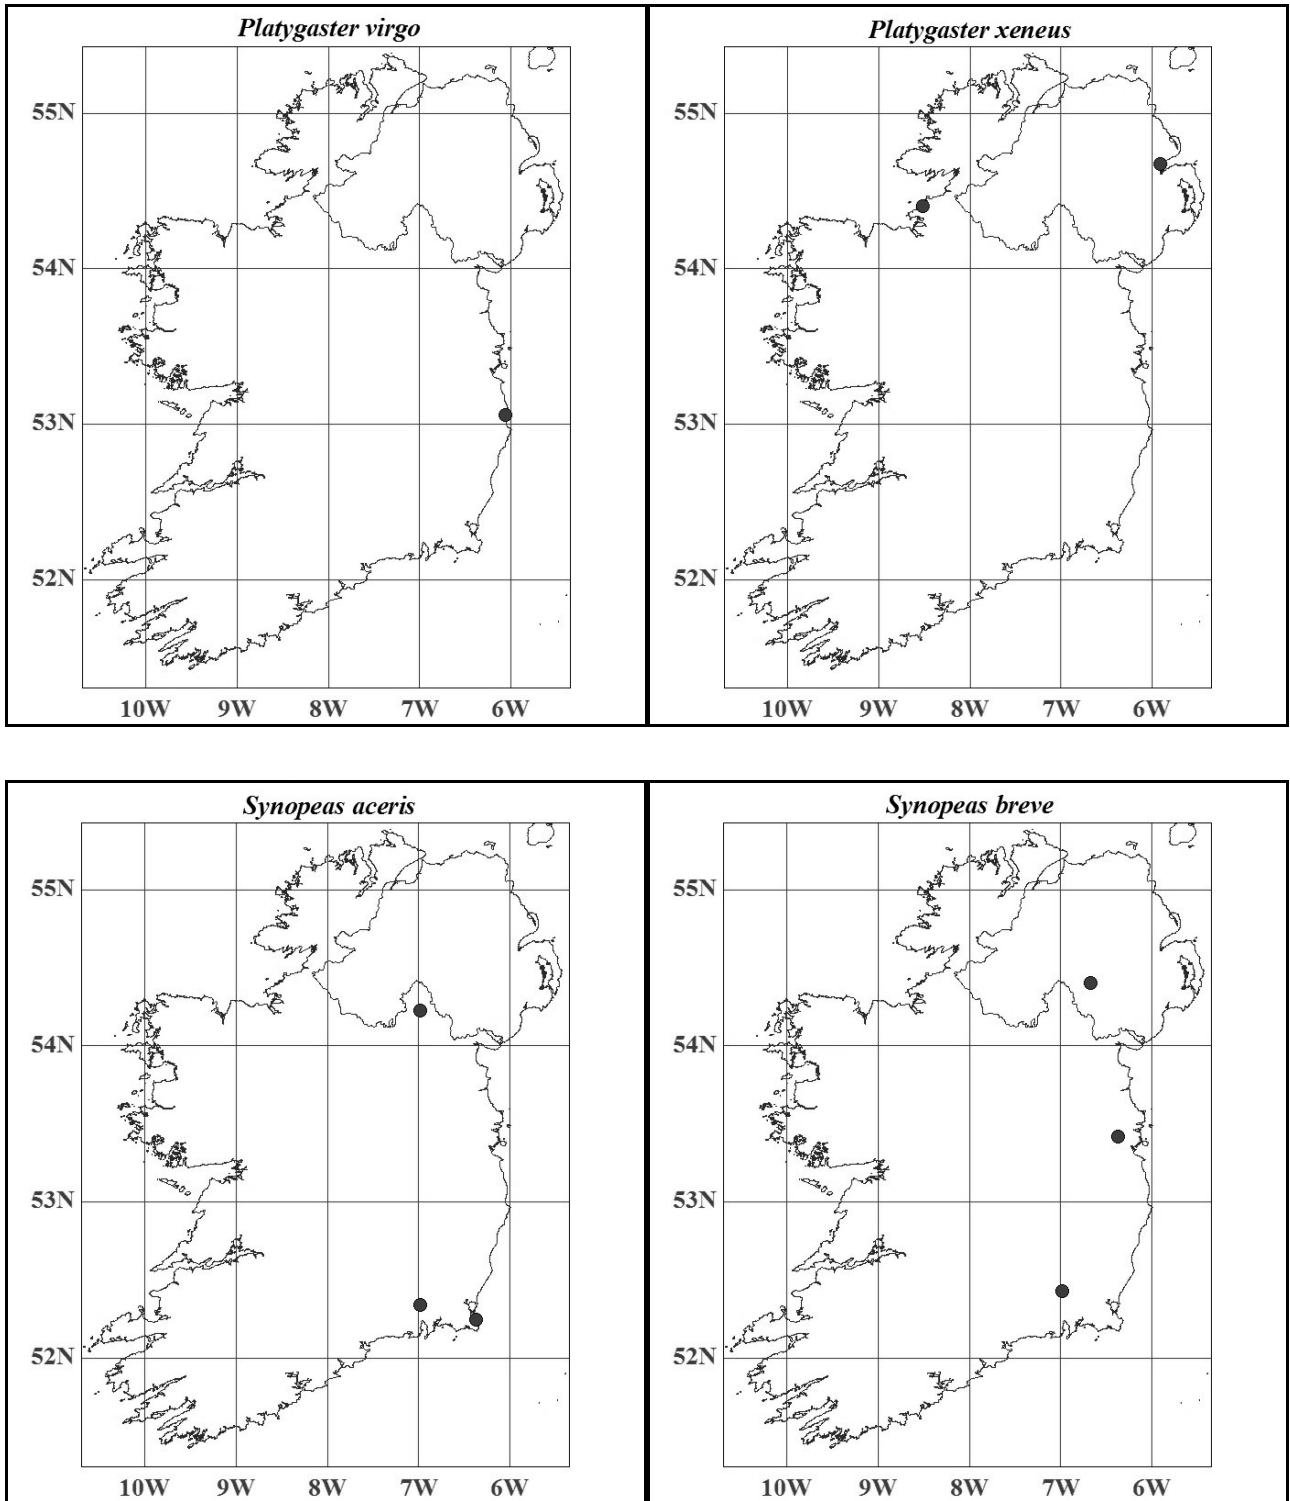 Platygaster virgo
55N
54N
53N
52N
10W 9W 8W 7W 6W
Platygaster xeneus
55N
54N
53N
52N
10W 9W 8W 7W 6W
Synopeas aceris
55N
54N
53N
52N
10W 9W 8W 7W 6W
Synopeas breve
55N
54N
53N
52N
10W 9W 8W 7W 6W